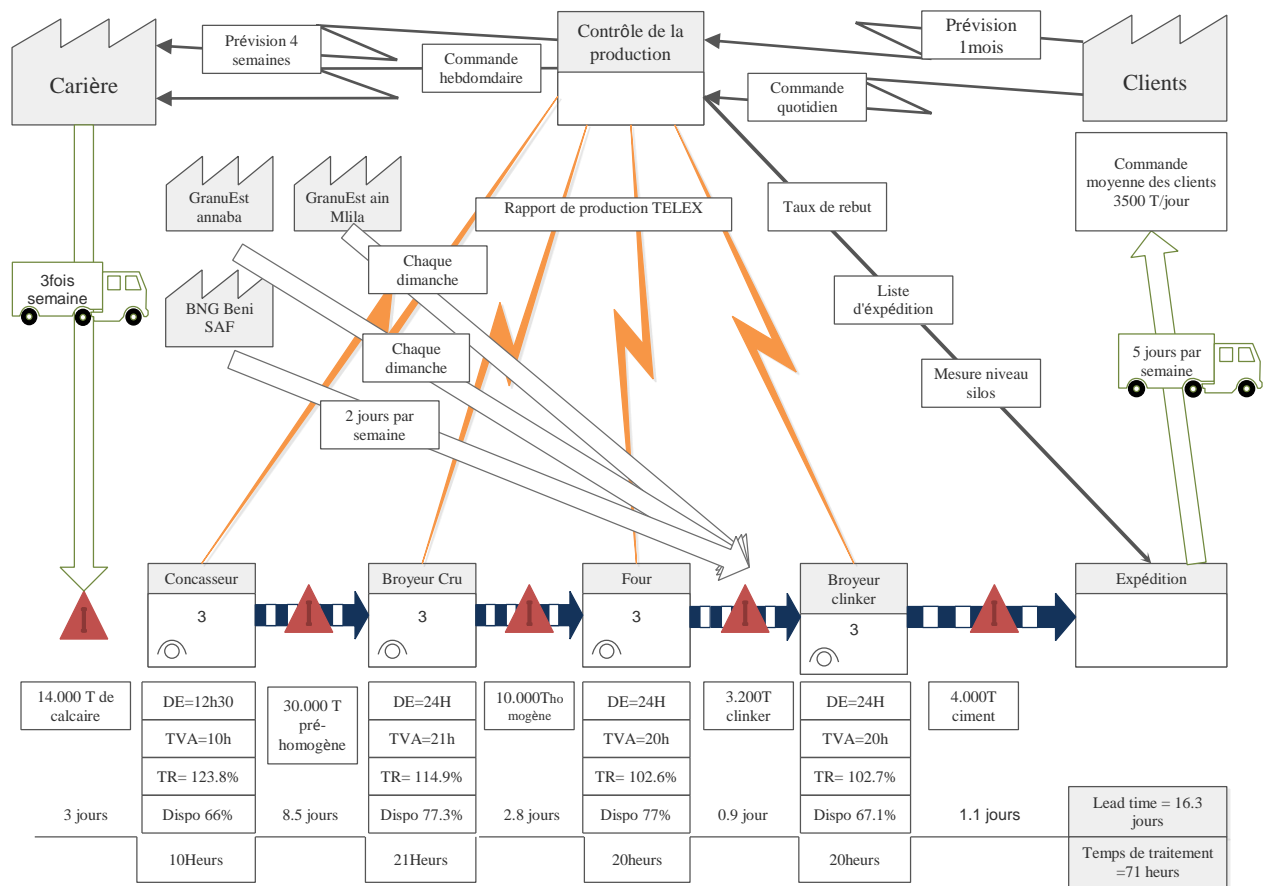 Carière
Prévision 4
semaines
Commande
hebdomdaire
Contrôle de la
production
Prévision
1mois
Commande
quotidien
Clients
GranuEst
annaba
GranuEst ain
Mlila
BNG Beni
SAF
3fois
semaine
Chaque
dimanche
Chaque
dimanche
2 jours par
semaine
Rapport de production TELEX
Taux de rebut
Liste
d'éxpédition
Mesure niveau
silos
Commande
moyenne des clients
3500 T/jour
5 jours par
semaine
Concasseur
3
Broyeur Cru
3
Four
3
Broyeur
clinker
3
Expédition
14.000 T de
calcaire
DE=12h30
TVA=10h
TR= 123.8%
Dispo 66%
30.000 T
pré-
homogène
DE=24H
TVA=21h
TR= 114.9%
Dispo 77.3%
10.000Tho
mogène
DE=24H
TVA=20h
TR= 102.6%
Dispo 77%
3.200T
clinker
DE=24H
TVA=20h
TR= 102.7%
Dispo 67.1%
4.000T
ciment
3 jours
8.5 jours
2.8 jours
0.9 jour
1.1 jours
10Heurs
21Heurs
20heurs
20heurs
Lead time = 16.3
jours
Temps de traitement
=71 heurs